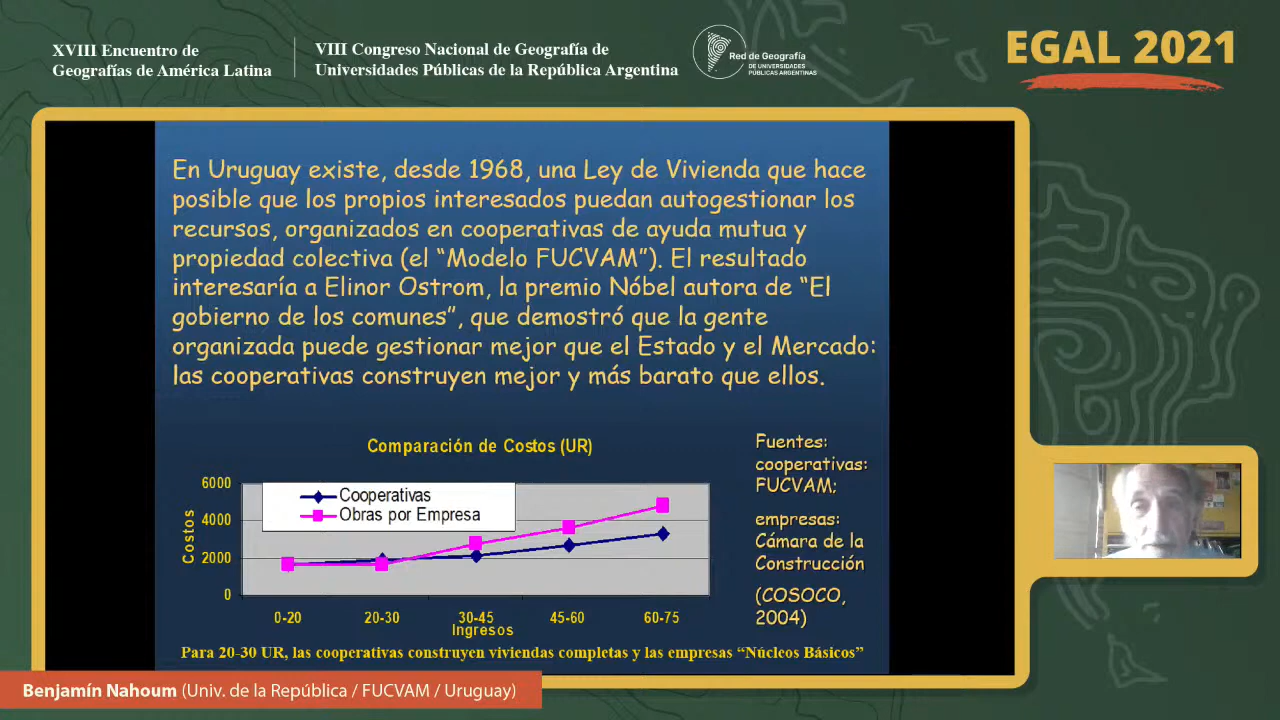 XVIII Encuentro de
Geografías de América Latina
VIII Congreso Nacional de Geografía de
Universidades Públicas de la República Argentina
Red de Geografía
DE UNIVERSIDADES
PÚBLICAS ARGENTINAS
EGAL 2021
En Uruguay existe, desde 1968, una Ley de Vivienda que hace
posible que los propios interesados puedan autogestionar los
recursos, organizados en cooperativas de ayuda mutua y
propiedad colectiva (el “Modelo FUCVAM”). El resultado
interesaría a Elinor Ostrom, la premio Nóbel autora de “El
gobierno de los comunes”, que demostró que la gente
organizada puede gestionar mejor que el Estado y el Mercado:
las cooperativas construyen mejor y más barato que ellos.
Comparación de Costos (UR)
Costos
6000
4000
2000
0
Cooperativas
Obras por Empresa
0-20
20-30
30-45
45-60
60-75
Ingresos
Fuentes:
cooperativas:
FUCVAM;
empresas:
Cámara de la
Construcción
(COSOCO,
2004)
Para 20-30 UR, las cooperativas construyen viviendas completas y las empresas “Núcleos Básicos”
Benjamín Nahoum (Univ. de la República / FUCVAM / Uruguay)